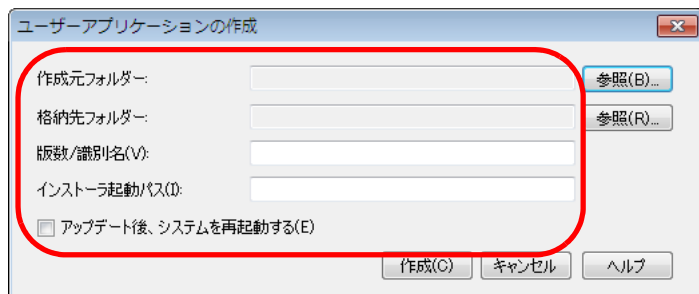 ユーザーアプリケーションの作成
作成元フォルダー:
参照(B)...
格納先フォルダー:
参照(R)...
版数/識別名(V):
インストーラ起動パス(I):
アップデート後、システムを再起動する(E)
作成(C)
キャンセル
ヘルプ